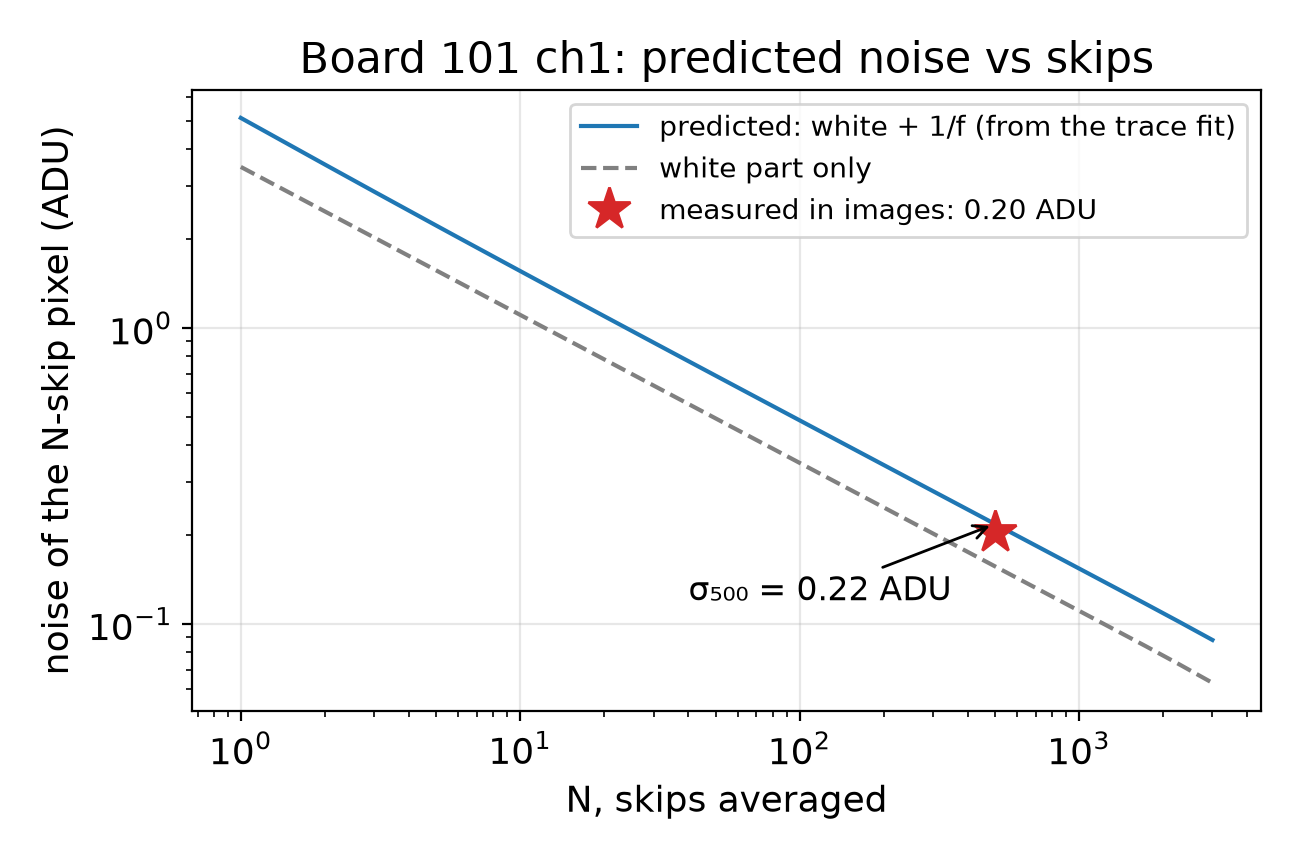 Board 101 ch1: predicted noise vs skips
predicted: white + 1/f (from the trace fit)
white part only
measured in images: 0.20 ADU
noise of the N-skip pixel (ADU)
10⁰
10⁻¹
σ₅₀₀ = 0.22 ADU
10⁰ 10¹ 10² 10³
N, skips averaged